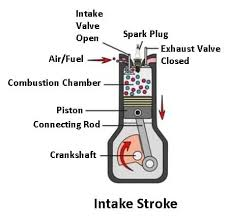 Intake
Valve
Open
Spark Plug
Exhaust Valve
Closed
Air/Fuel
Combustion Chamber
Piston
Connecting Rod
Crankshaft
Intake Stroke